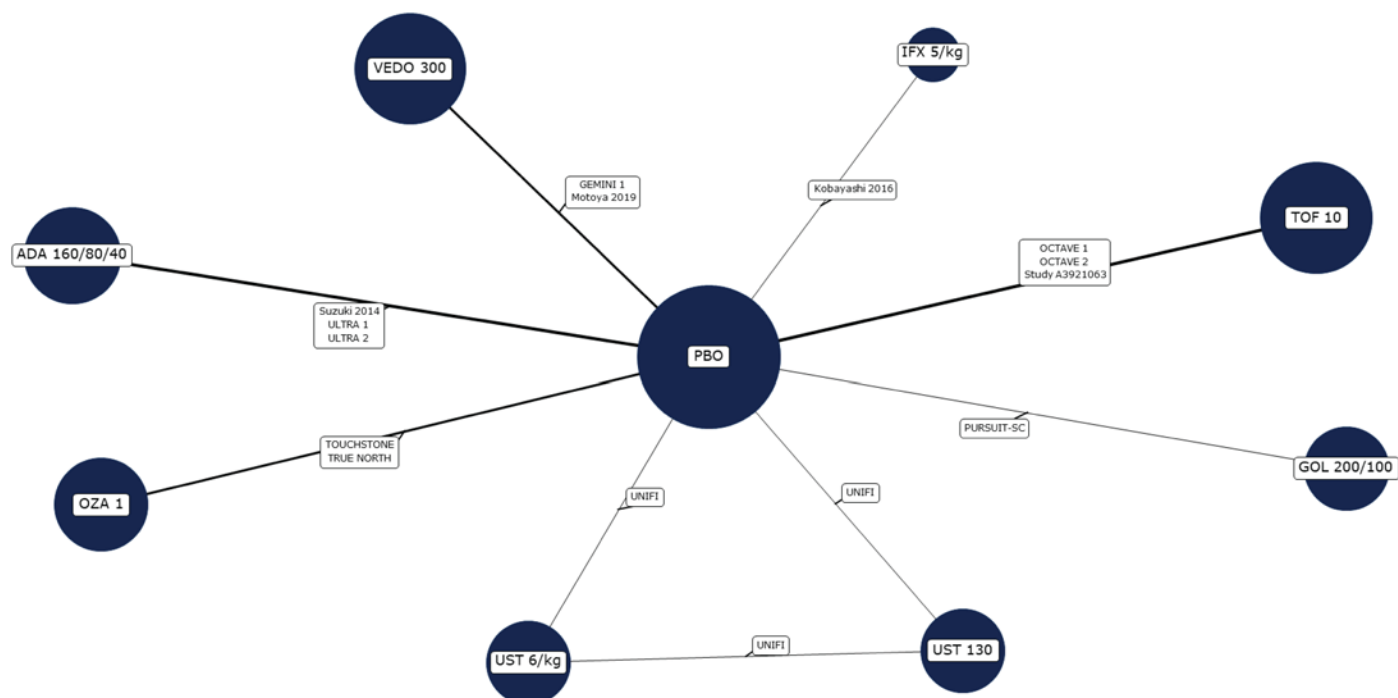 VEDO 300
IFX 5/kg
GEMINI 1
Motoya 2019
Kobayashi 2016
TOF 10
ADA 160/80/40
OCTAVE 1
OCTAVE 2
Study A3921063
Suzuki 2014
ULTRA 1
ULTRA 2
PBO
PURSUIT-SC
TOUCHSTONE
TRUE NORTH
GOL 200/100
OZA 1
UNIFI
UNIFI
UNIFI
UST 6/kg
UST 130